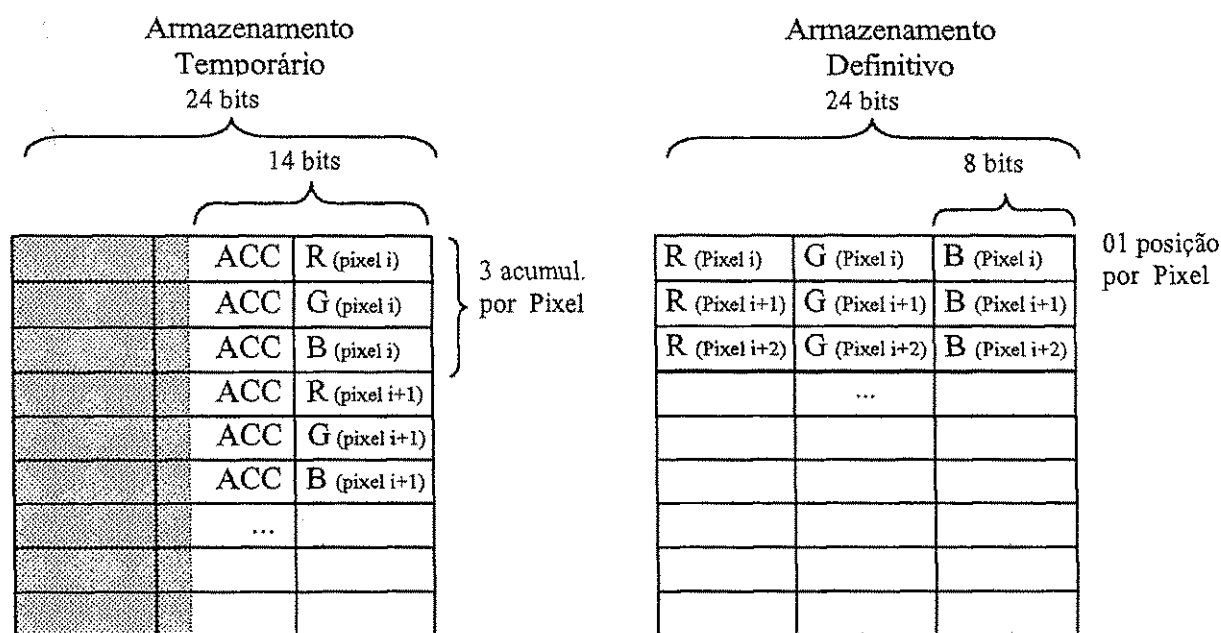 Armazenamento
Temporário
24 bits
14 bits
ACC R (pixel i)
ACC G (pixel i)
ACC B (pixel i)
ACC R (pixel i+1)
ACC G (pixel i+1)
ACC B (pixel i+1)
...
3 acumul.
por Pixel
Armazenamento
Definitivo
24 bits
8 bits
R (Pixel i) G (Pixel i) B (Pixel i)
R (Pixel i+1) G (Pixel i+1) B (Pixel i+1)
R (Pixel i+2) G (Pixel i+2) B (Pixel i+2)
...
01 posição
por Pixel